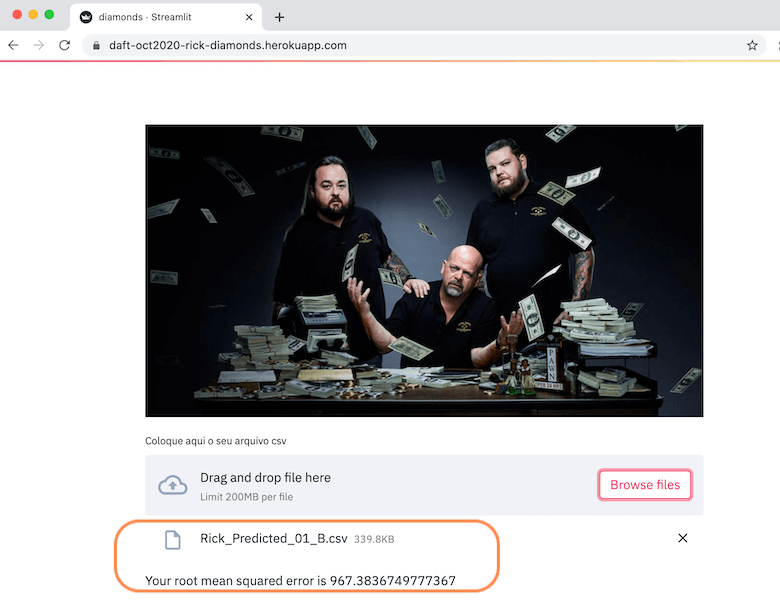 diamonds · Streamlit
daft-oct2020-rick-diamonds.herokuapp.com
PAWN
Coloque aqui o seu arquivo csv
Drag and drop file here
Limit 200MB per file
Browse files
Rick_Predicted_01_B.csv 339.8KB
Your root mean squared error is 967.3836749777367